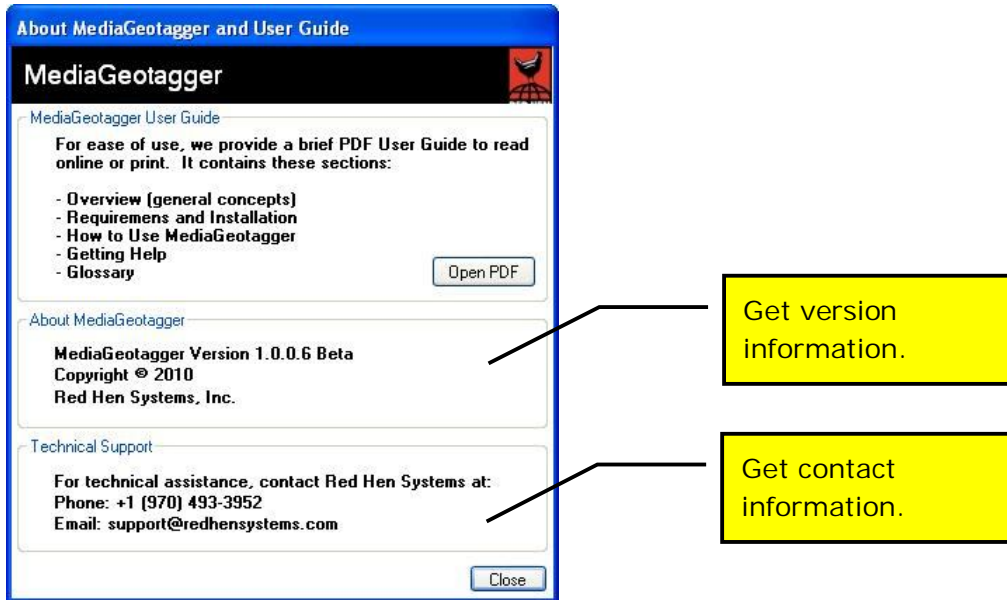 About MediaGeotagger and User Guide
MediaGeotagger
MediaGeotagger User Guide
For ease of use, we provide a brief PDF User Guide to read
online or print. It contains these sections:
- Overview (general concepts)
- Requiremens and Installation
- How to Use MediaGeotagger
- Getting Help
- Glossary
Open PDF
About MediaGeotagger
MediaGeotagger Version 1.0.0.6 Beta
Copyright © 2010
Red Hen Systems, Inc.
Get version
information.
Technical Support
For technical assistance, contact Red Hen Systems at:
Phone: +1 (970) 493-3952
Email: support@redhensystems.com
Get contact
information.
Close